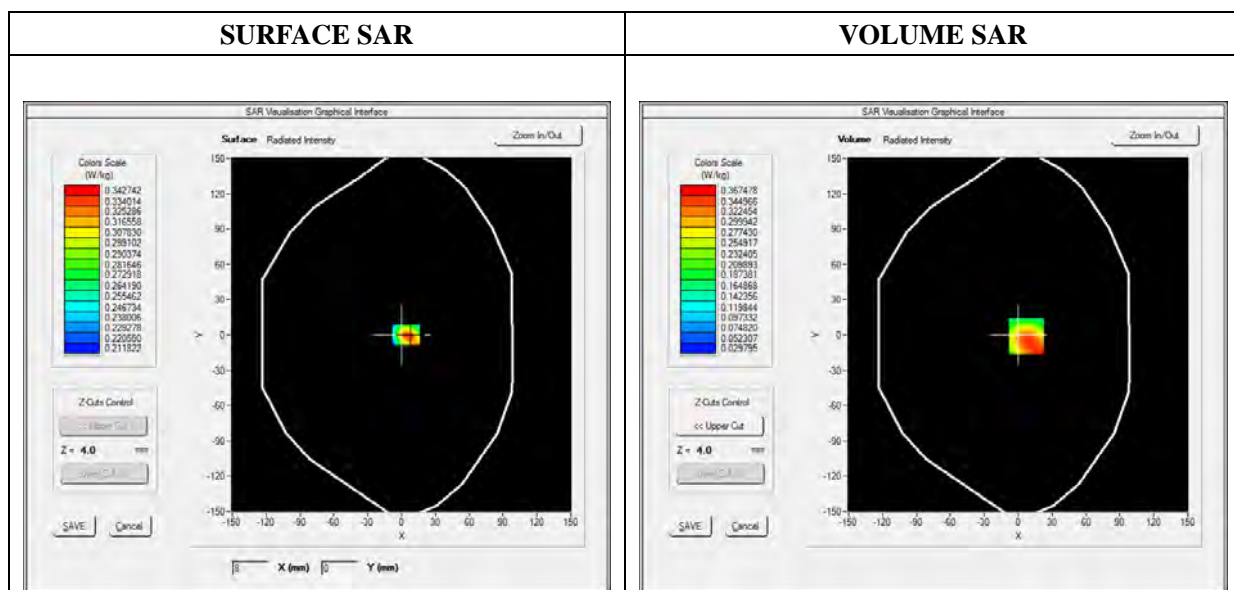 SURFACE SAR
VOLUME SAR
SAR Visualisation Graphical Interface
Surface Radiated Intensity
Zoom In/Out
Colors Scale
(W/kg)
0.342742
0.334014
0.325286
0.316558
0.307830
0.299102
0.290374
0.281646
0.272918
0.264190
0.255462
0.246734
0.238006
0.229278
0.220550
0.211822
150
120
90
60
30
0
-30
-60
-90
-120
-150
Y
-150 -120 -90 -60 -30 0 30 60 90 120 150
X
Z-Cuts Control
<< Upper Cut
Z = 4.0 mm
SAVE Cancel
8 X (mm) 0 Y (mm)
SAR Visualisation Graphical Interface
Volume Radiated Intensity
Zoom In/Out
Colors Scale
(W/kg)
0.367478
0.344966
0.322454
0.299942
0.277430
0.254917
0.232405
0.209893
0.187381
0.164868
0.142356
0.119844
0.097332
0.074820
0.052307
0.029795
150
120
90
60
30
0
-30
-60
-90
-120
-150
Y
-150 -120 -90 -60 -30 0 30 60 90 120 150
X
Z-Cuts Control
<< Upper Cut
Z = 4.0 mm
SAVE Cancel